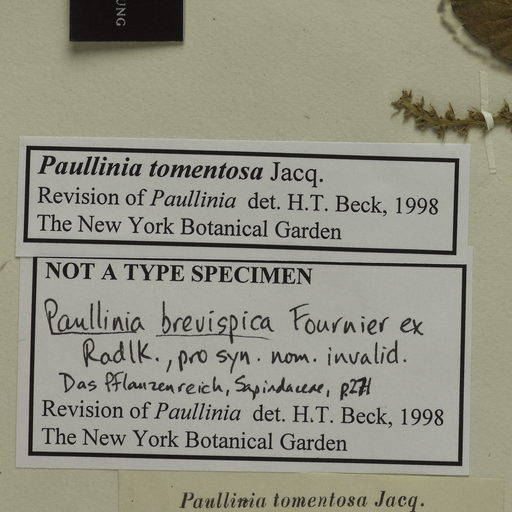 UNG
Paullinia tomentosa Jacq.
Revision of Paullinia det. H.T. Beck, 1998
The New York Botanical Garden
NOT A TYPE SPECIMEN
Paullinia brevispica Fournier ex
Radlk., pro syn. nom. invalid.
Das Pflanzenreich, Sapindaceae,
Revision of Paullinia det. H.T. Beck, 1998
The New York Botanical Garden
Paullinia tomentosa Jacq.